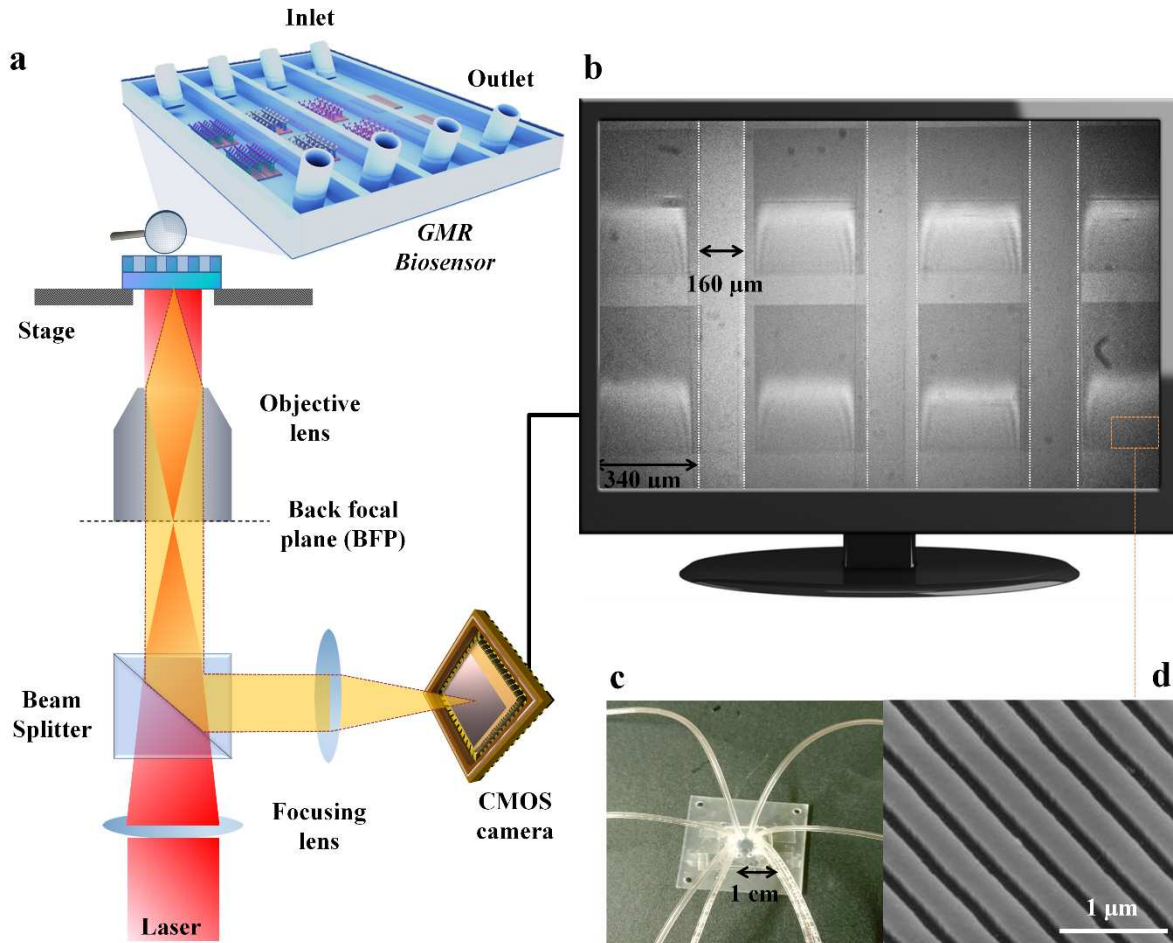 a
Inlet
Outlet
GMR
Biosensor
Stage
Objective
lens
Back focal
plane (BFP)
Beam
Splitter
Focusing
lens
CMOS
camera
Laser
b
160 μm
340 μm
c
1 cm
d
1 μm